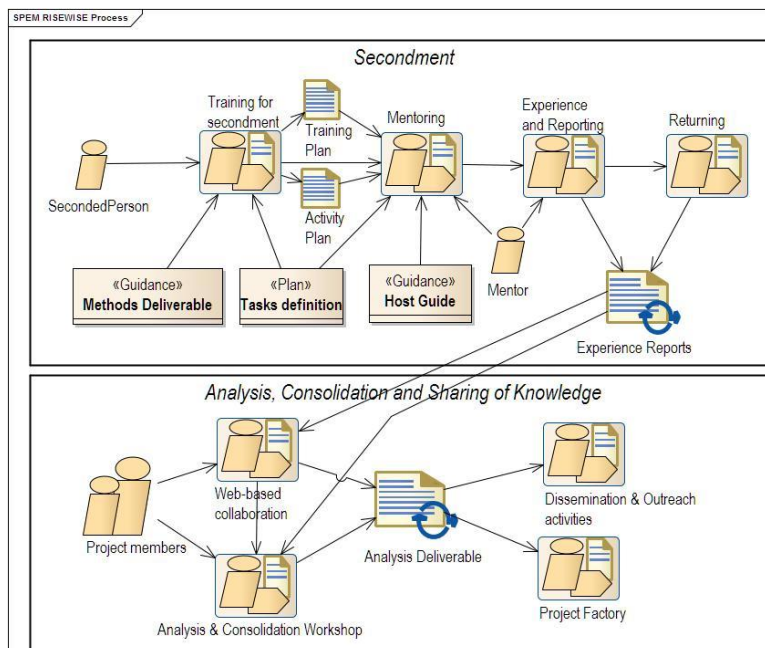 SPEM RISEWISE Process
Secondment
Training for
secondment
Training
Plan
Mentoring
Experience
and Reporting
Returning
SecondedPerson
Activity
Plan
«Guidance»
Methods Deliverable
«Plan»
Tasks definition
«Guidance»
Host Guide
Mentor
Experience Reports
Analysis, Consolidation and Sharing of Knowledge
Web-based
collaboration
Project members
Analysis Deliverable
Dissemination & Outreach
activities
Analysis & Consolidation Workshop
Project Factory